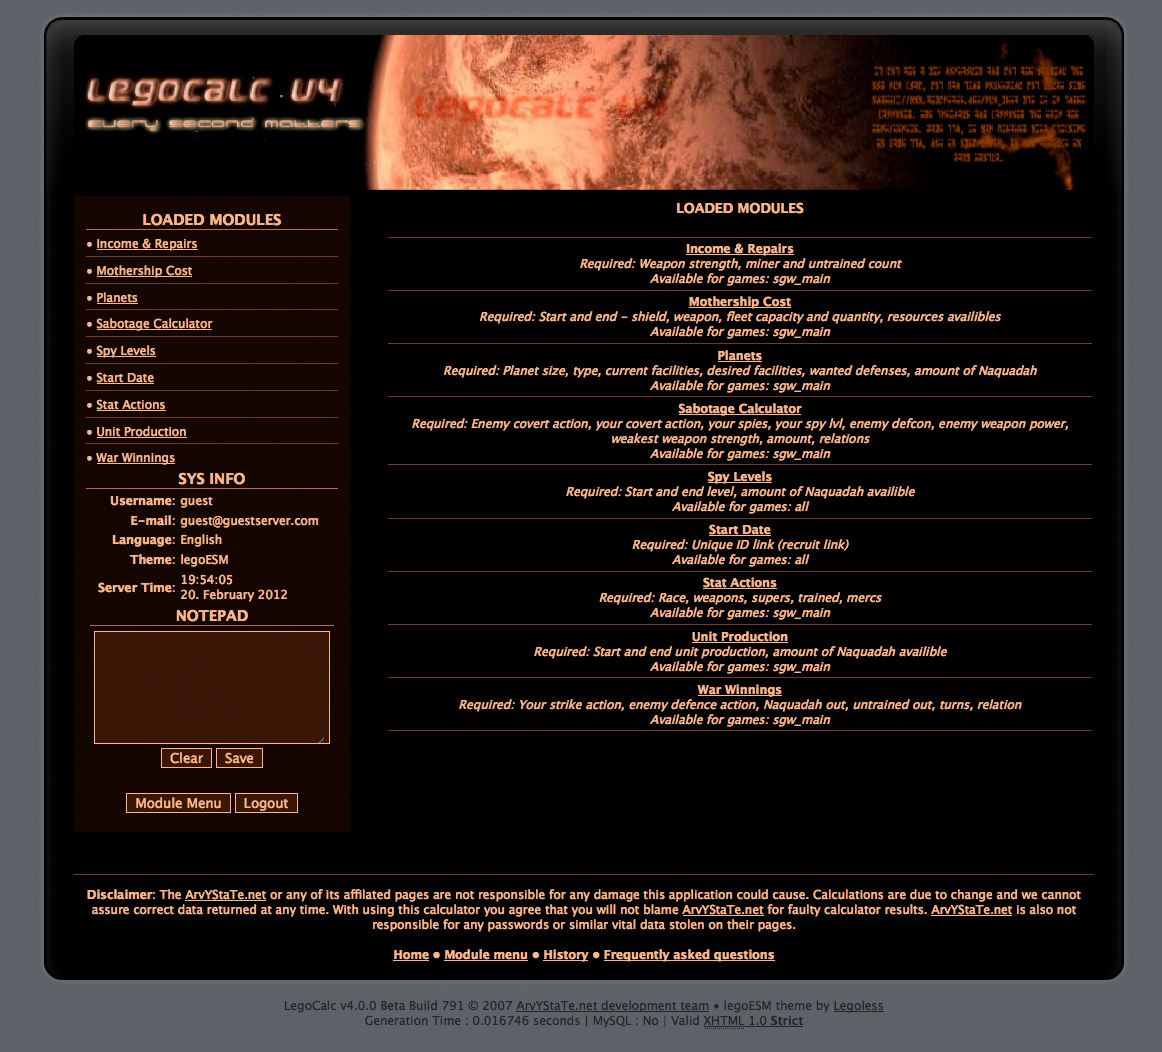 LEGOCALC . V4
every second matters
LEGOCALC V4
LOADED MODULES
• Income & Repairs
• Mothership Cost
• Planets
• Sabotage Calculator
• Spy Levels
• Start Date
• Stat Actions
• Unit Production
• War Winnings
SYS INFO
Username: guest
E-mail: guest@guestserver.com
Language: English
Theme: legoESM
Server Time: 19:54:05
20. February 2012
NOTEPAD
Clear Save
Module Menu Logout
LOADED MODULES
Income & Repairs
Required: Weapon strength, miner and untrained count
Available for games: sgw_main
Mothership Cost
Required: Start and end - shield, weapon, fleet capacity and quantity, resources availibles
Available for games: sgw_main
Planets
Required: Planet size, type, current facilities, desired facilities, wanted defenses, amount of Naquadah
Available for games: sgw_main
Sabotage Calculator
Required: Enemy covert action, your covert action, your spies, your spy lvl, enemy defcon, enemy weapon power,
weakest weapon strength, amount, relations
Available for games: sgw_main
Spy Levels
Required: Start and end level, amount of Naquadah availible
Available for games: all
Start Date
Required: Unique ID link (recruit link)
Available for games: all
Stat Actions
Required: Race, weapons, supers, trained, mercs
Available for games: sgw_main
Unit Production
Required: Start and end unit production, amount of Naquadah availible
Available for games: sgw_main
War Winnings
Required: Your strike action, enemy defence action, Naquadah out, untrained out, turns, relation
Available for games: sgw_main
Disclaimer: The ArvYStaTe.net or any of its affilated pages are not responsible for any damage this application could cause. Calculations are due to change and we cannot
assure correct data returned at any time. With using this calculator you agree that you will not blame ArvYStaTe.net for faulty calculator results. ArvYStaTe.net is also not
responsible for any passwords or similar vital data stolen on their pages.
Home • Module menu • History • Frequently asked questions
LegoCalc v4.0.0 Beta Build 791 © 2007 ArvYStaTe.net development team • legoESM theme by Legoless
Generation TIme : 0.016746 seconds | MySQL : No | Valid XHTML 1.0 Strict